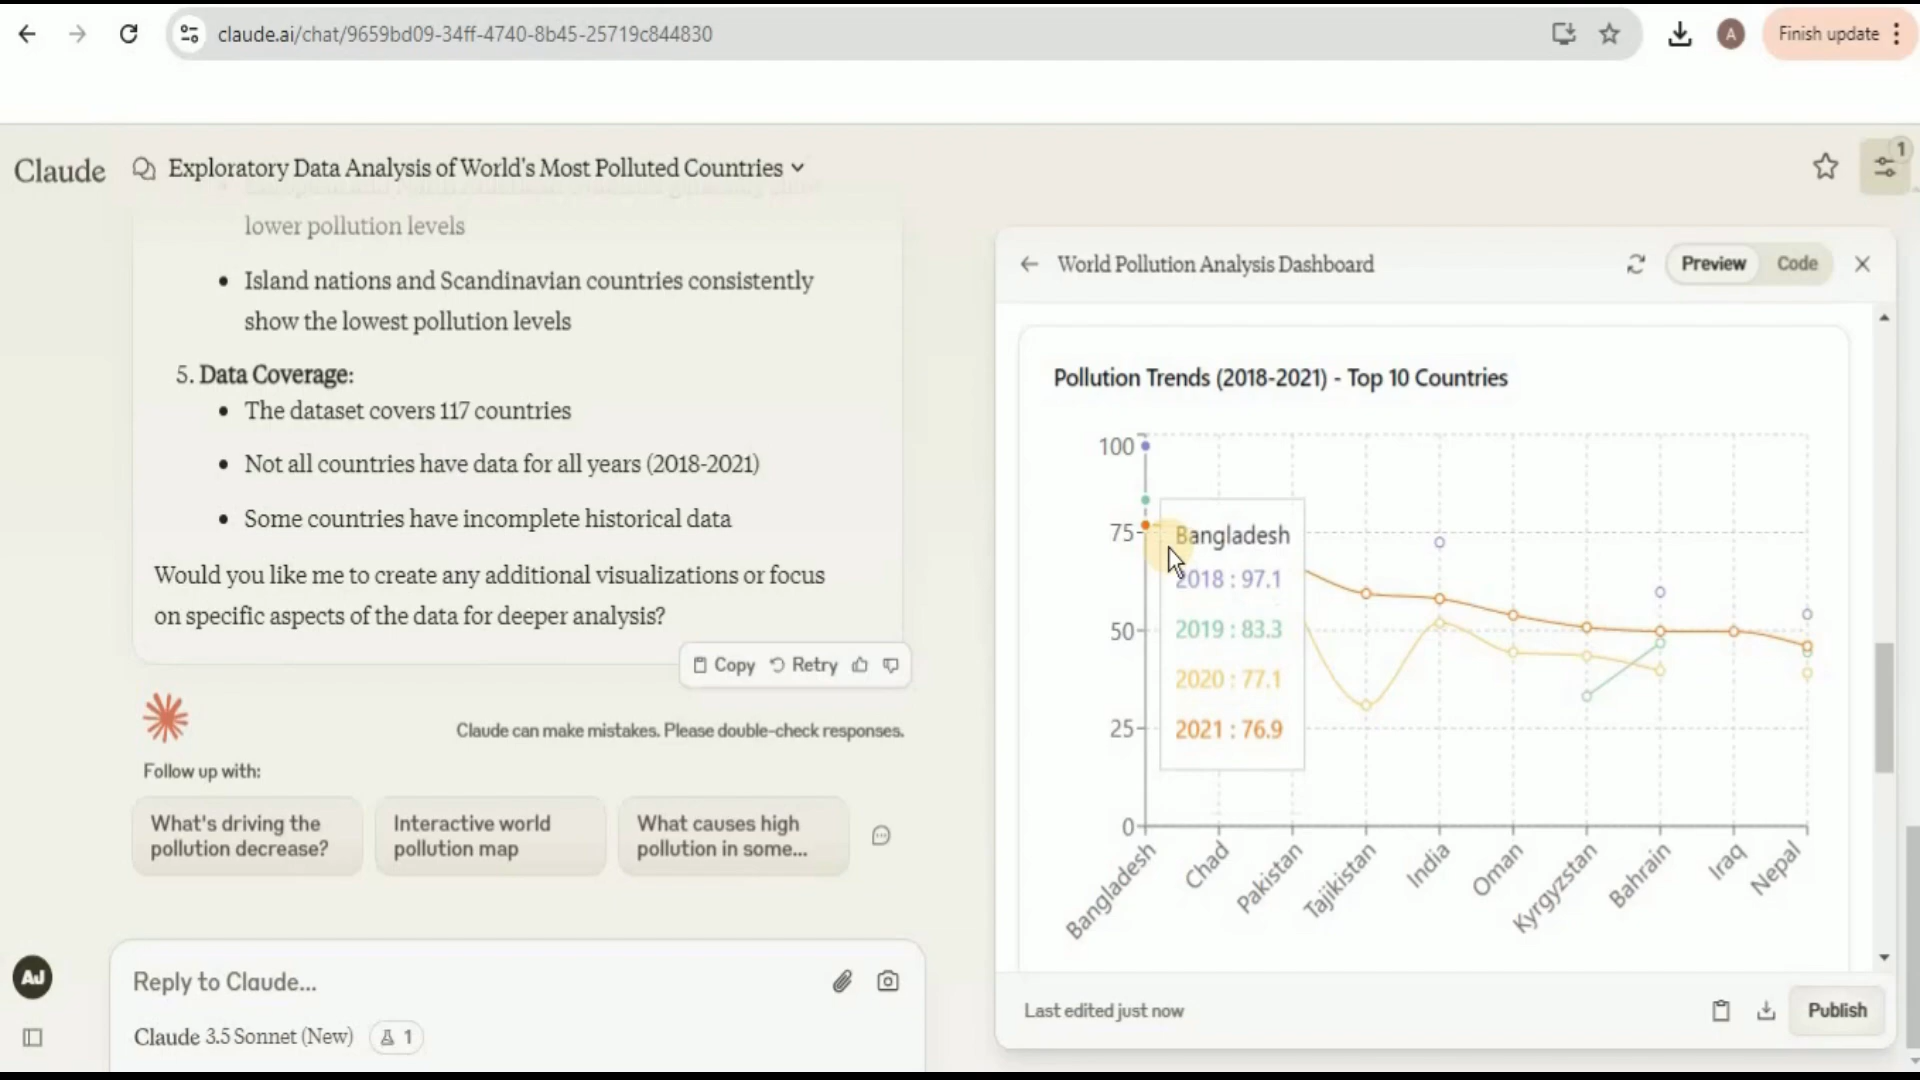 claude.ai/chat/9659bd09-34ff-4740-8b45-25719c844830
Finish update
Claude
Exploratory Data Analysis of World's Most Polluted Countries
1
lower pollution levels
• Island nations and Scandinavian countries consistently
show the lowest pollution levels
5. Data Coverage:
• The dataset covers 117 countries
• Not all countries have data for all years (2018-2021)
• Some countries have incomplete historical data
Would you like me to create any additional visualizations or focus
on specific aspects of the data for deeper analysis?
Copy Retry
Claude can make mistakes. Please double-check responses.
Follow up with:
What's driving the
pollution decrease?
Interactive world
pollution map
What causes high
pollution in some...
AJ
Reply to Claude...
Claude 3.5 Sonnet (New) 1
World Pollution Analysis Dashboard
Preview Code
Pollution Trends (2018-2021) - Top 10 Countries
100
75
50
25
0
Bangladesh
2018 : 97.1
2019 : 83.3
2020 : 77.1
2021 : 76.9
Bangladesh
Chad
Pakistan
Tajikistan
India
Oman
Kyrgyzstan
Bahrain
Iraq
Nepal
Last edited just now
Publish
A